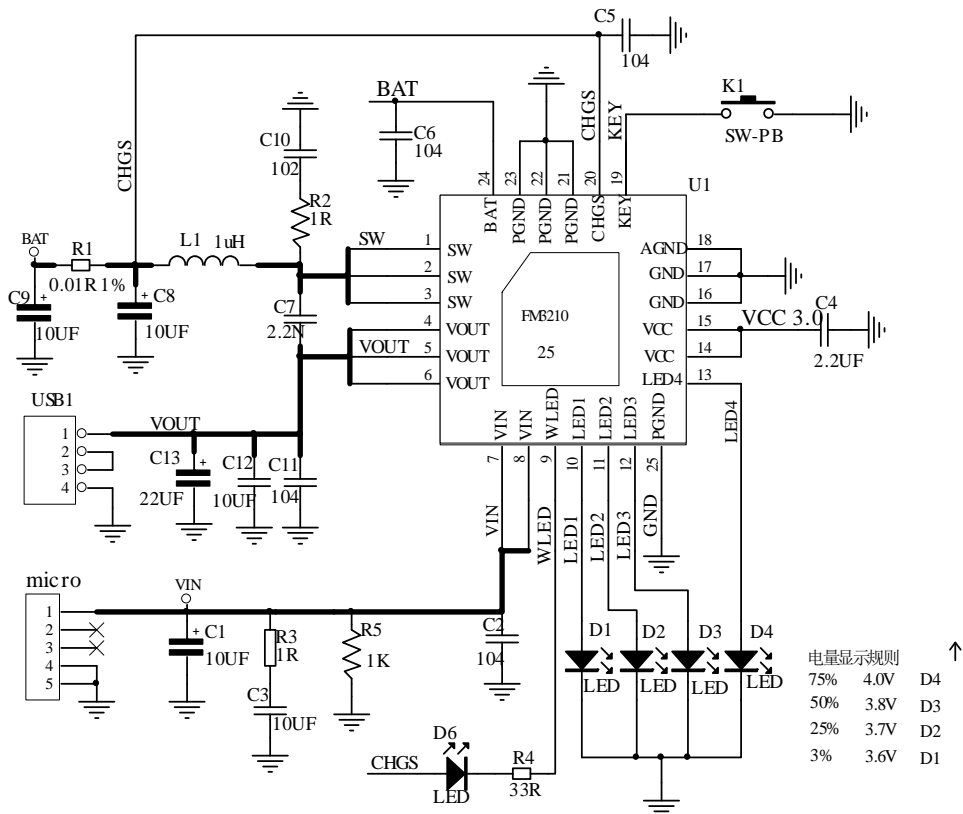 C5
104
BAT
C6
104
CHGS
KEY
K1
SW-PB
C10
102
CHGS
R2
1R
24
23
22
21
20
19
U1
BAT
PGND
PGND
PGND
CHGS
KEY
BAT
R1
0.01R 1%
L1
1uH
SW
1
SW
2
SW
3
SW
4
VOUT
5
VOUT
6
VOUT
VOUT
AGND
18
GND
17
GND
16
VCC
15
VCC
14
LED4
13
VCC 3.0
C4
2.2UF
C9
10UF
C8
10UF
C7
2.2N
FM3210
25
USB1
1
2
3
4
VOUT
C13
22UF
C12
10UF
C11
104
VIN
VIN
WLED
LED1
LED2
LED3
PGND
7
8
9
10
11
12
25
VIN
WLED
LED1
LED2
LED3
GND
LED4
micro
1
2
3
4
5
VIN
C1
10UF
R3
1R
C3
10UF
R5
1K
C2
104
D1
LED
D2
LED
D3
LED
D4
LED
CHGS
D6
LED
R4
33R
电量显示规则
75% 4.0V D4
50% 3.8V D3
25% 3.7V D2
3% 3.6V D1